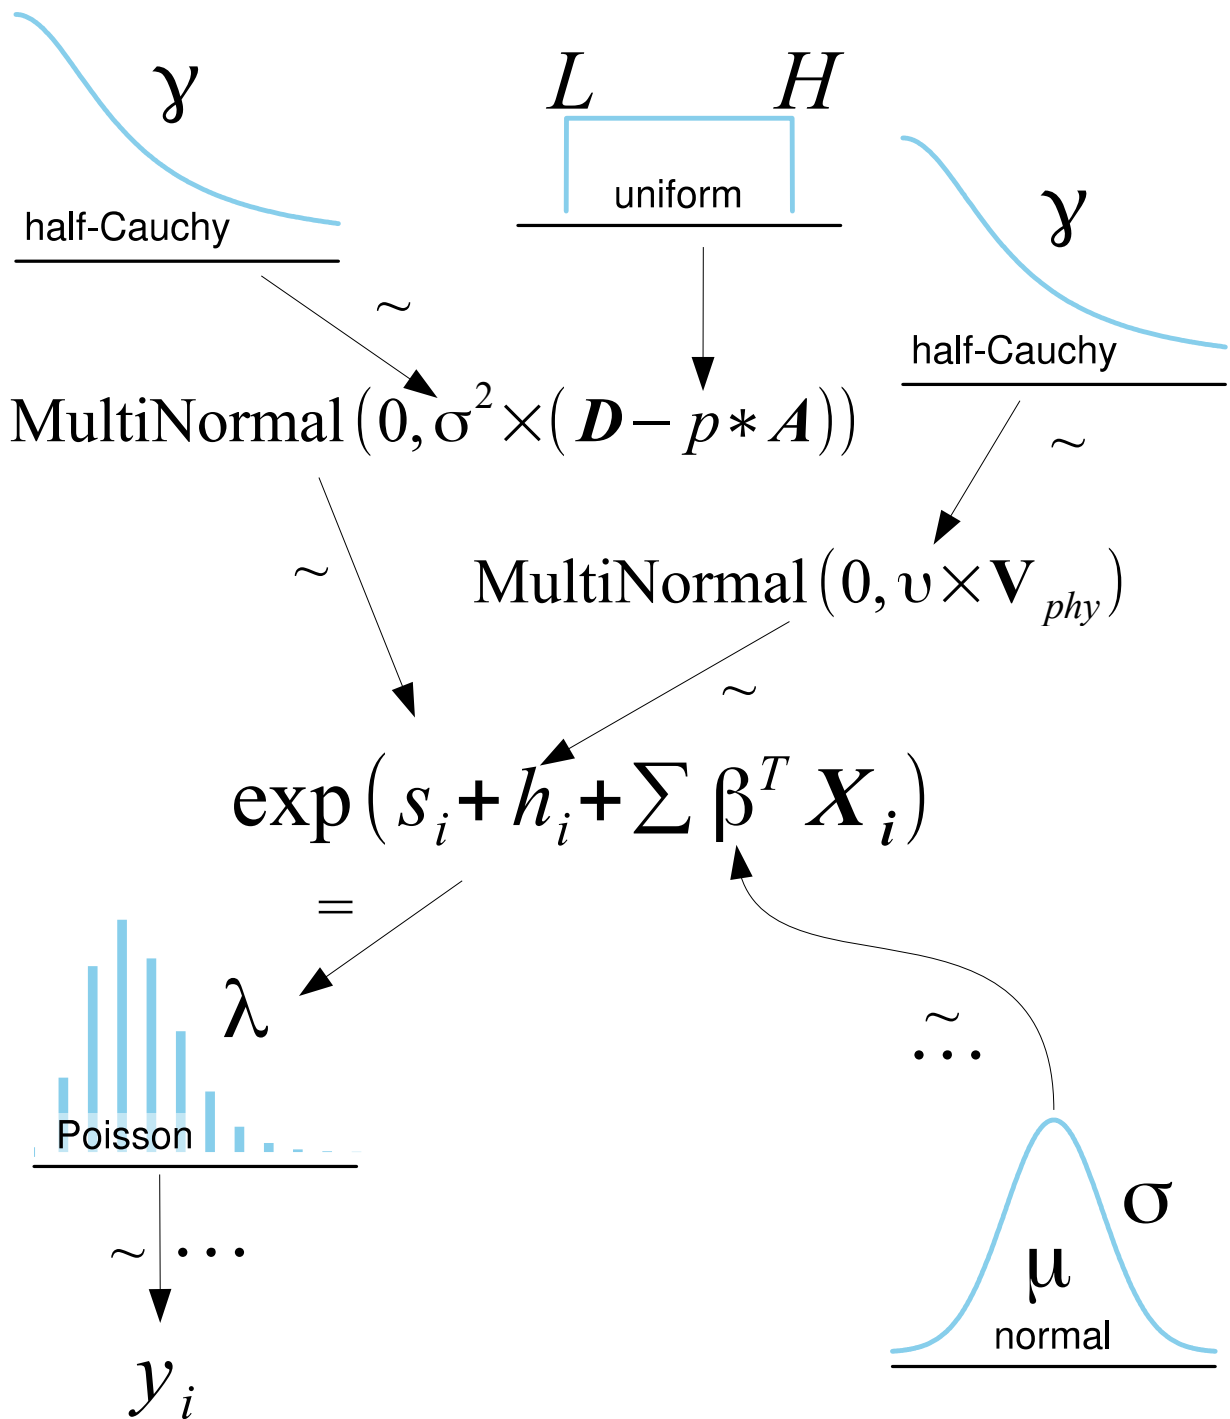 γ
L H
uniform
half-Cauchy
γ
~
half-Cauchy
MultiNormal(0, σ² × (D − p ∗ A))
~
~
MultiNormal(0, υ × V_phy)
~
exp(s_i + h_i + ∑ β^T X_i)
=
λ
~
...
Poisson
σ
~ ...
μ
normal
y_i